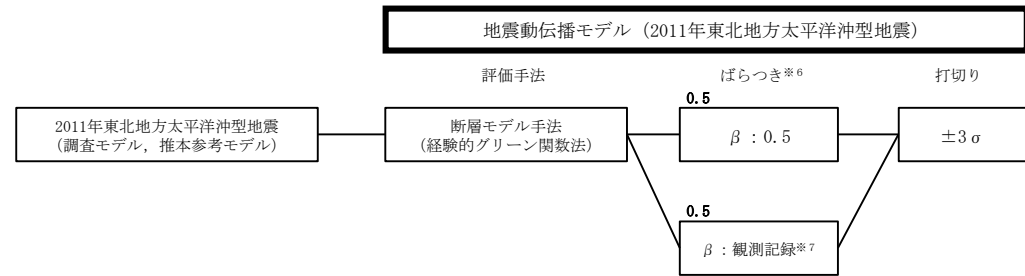 地震動伝播モデル（2011年東北地方太平洋沖型地震）
評価手法
ばらつき※6
打切り
2011年東北地方太平洋沖型地震
（調査モデル，推本参考モデル）
断層モデル手法
（経験的グリーン関数法）
0.5
β：0.5
±3σ
0.5
β：観測記録※7